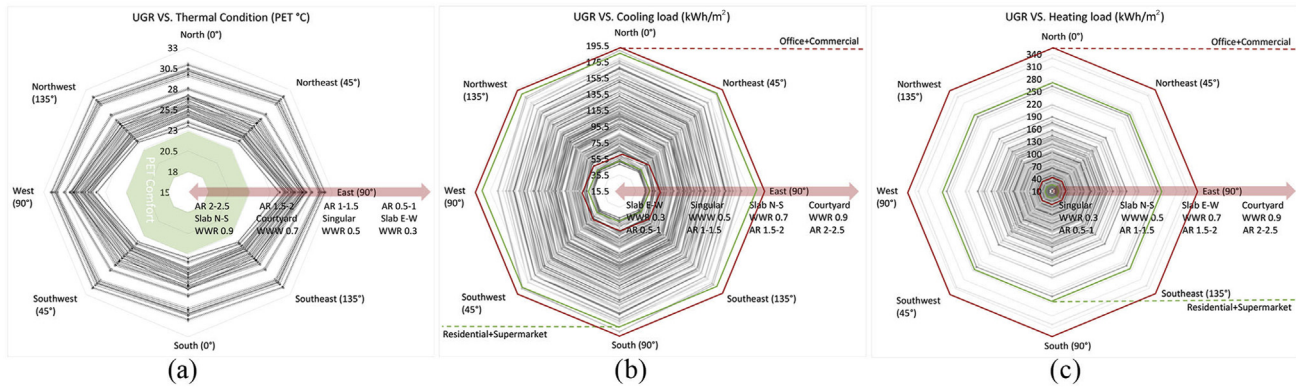 UGR VS. Thermal Condition (PET °C)
North (0°)
33
30.5
28
25.5
23
20.5
18
15
Northwest
(135°)
Northeast (45°)
PET Comfort
West
(90°)
East (90°)
AR 2-2.5
Slab N-S
WWR 0.9
AR 1.5-2
Courtyard
WWW 0.7
AR 1-1.5
Singular
WWR 0.5
AR 0.5-1
Slab E-W
WWR 0.3
Southwest
(45°)
Southeast (135°)
South (0°)
(a)
UGR VS. Cooling load (kWh/m²)
North (0°)
Office+Commercial
195.5
175.5
155.5
135.5
115.5
95.5
75.5
55.5
35.5
15.5
Northwest
(135°)
Northeast (45°)
West
(90°)
East (90°)
Slab E-W
WWR 0.3
AR 0.5-1
Singular
WWW 0.5
AR 1-1.5
Slab N-S
WWR 0.7
AR 1.5-2
Courtyard
WWR 0.9
AR 2-2.5
Southwest
(45°)
Southeast (135°)
Residential+Supermarket
South (90°)
(b)
UGR VS. Heating load (kWh/m²)
North (0°)
Office+Commercial
340
310
280
250
220
190
160
130
100
70
40
10
Northwest
(135°)
Northeast (45°)
West
(90°)
East (90°)
Singular
WWR 0.3
AR 0.5-1
Slab N-S
WWW 0.5
AR 1-1.5
Slab E-W
WWR 0.7
AR 1.5-2
Courtyard
WWR 0.9
AR 2-2.5
Southwest
(45°)
Southeast (135°)
Residential+Supermarket
South (90°)
(c)